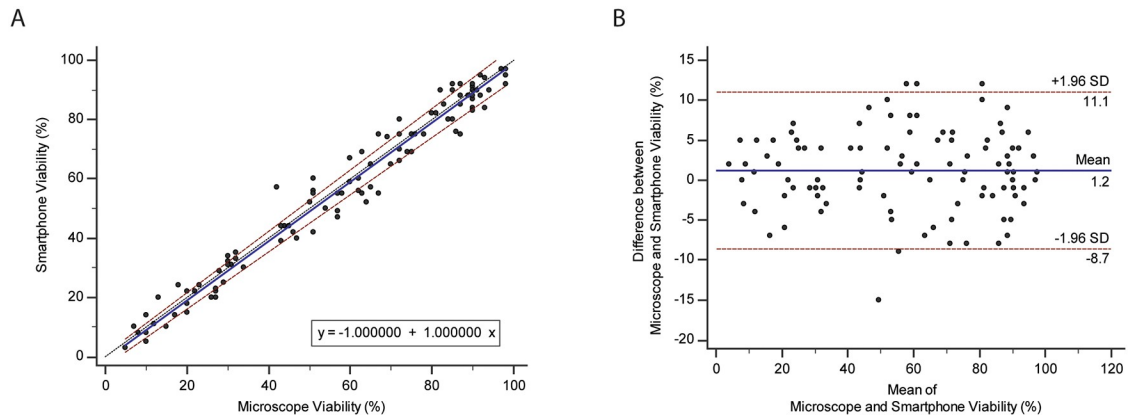 A
100
80
60
40
20
0
Smartphone Viability (%)
y = -1.000000 + 1.000000 x
0 20 40 60 80 100
Microscope Viability (%)
B
15
10
5
0
-5
-10
-15
-20
Difference between
Microscope and Smartphone Viability (%)
+1.96 SD
11.1
Mean
1.2
-1.96 SD
-8.7
0 20 40 60 80 100 120
Mean of
Microscope and Smartphone Viability (%)